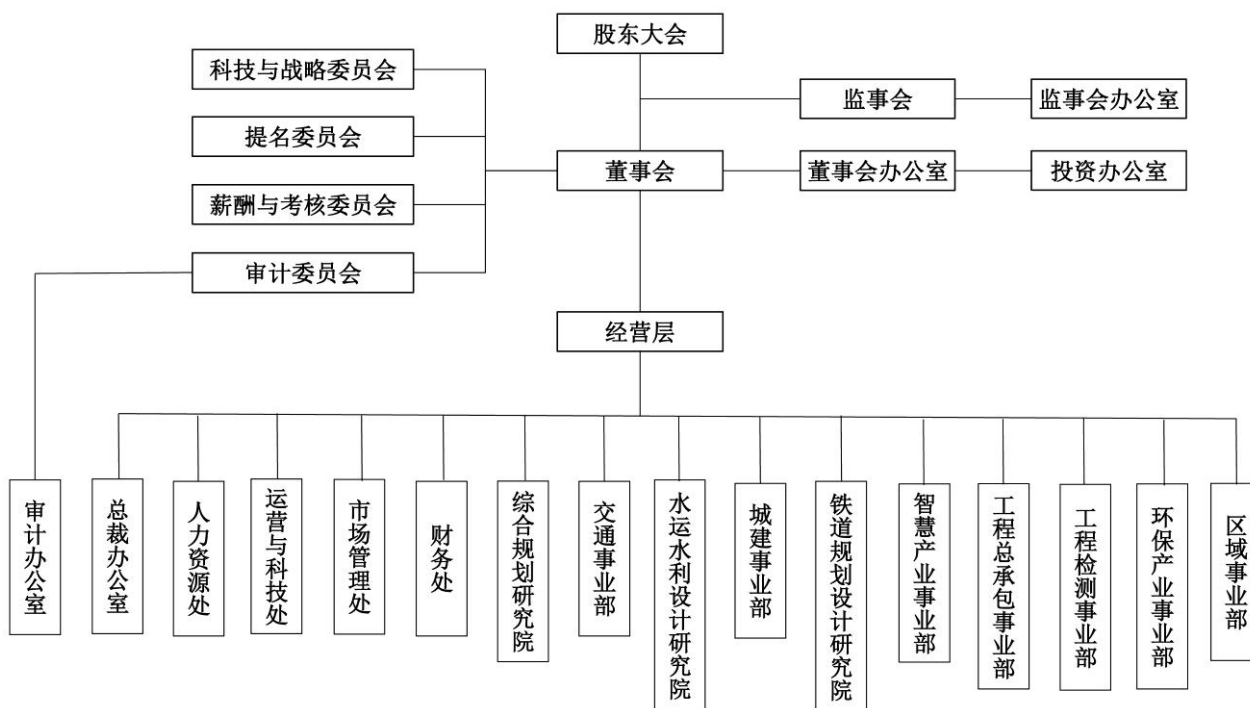 股东大会
科技与战略委员会
监事会
监事会办公室
提名委员会
董事会
董事会办公室
投资办公室
薪酬与考核委员会
审计委员会
经营层
审计办公室
总裁办公室
人力资源处
运营与科技处
市场管理处
财务处
综合规划研究院
交通事业部
水运水利设计研究院
城建事业部
铁道规划设计研究院
智慧产业事业部
工程总承包事业部
工程检测事业部
环保产业事业部
区域事业部